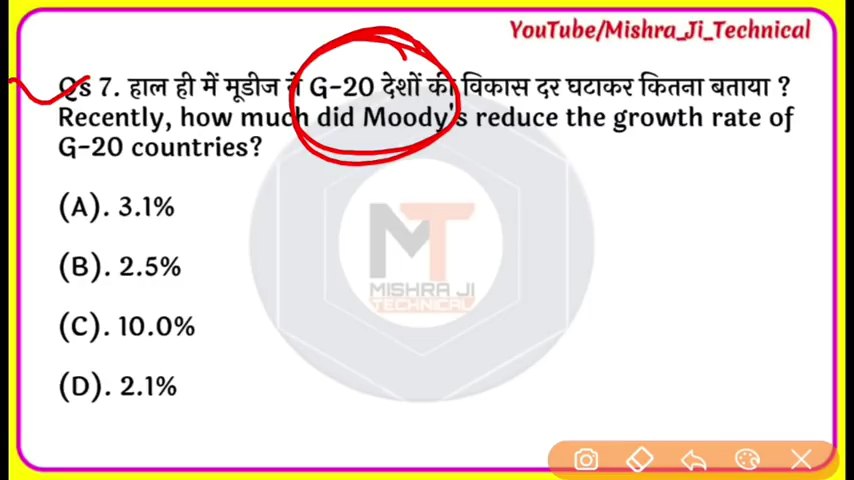 YouTube/Mishra_Ji_Technical
Qs 7. हाल ही में मूडीज ने G-20 देशों की विकास दर घटाकर कितना बताया ?
Recently, how much did Moody's reduce the growth rate of
G-20 countries?
(A). 3.1%
(B). 2.5%
(C). 10.0%
(D). 2.1%
MT
MISHRA JI
TECHNICAL